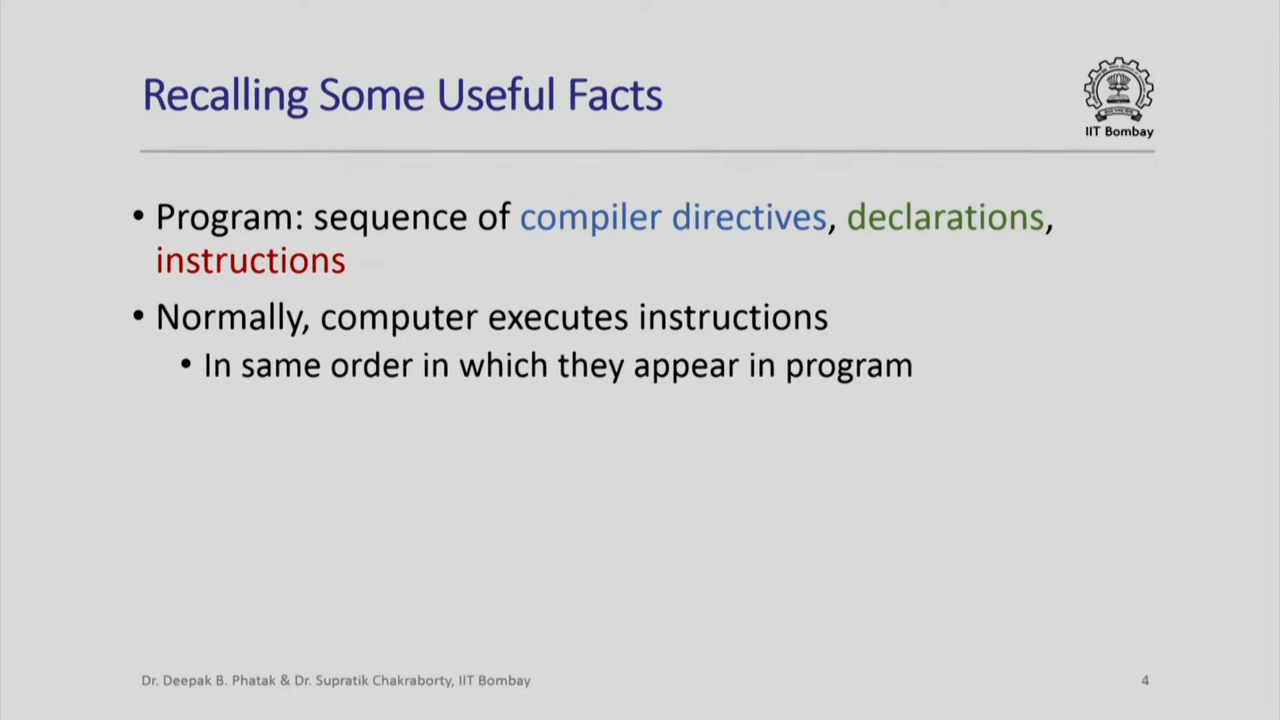 Recalling Some Useful Facts
IIT Bombay
• Program: sequence of compiler directives, declarations,
instructions
• Normally, computer executes instructions
• In same order in which they appear in program
Dr. Deepak B. Phatak & Dr. Supratik Chakraborty, IIT Bombay
4